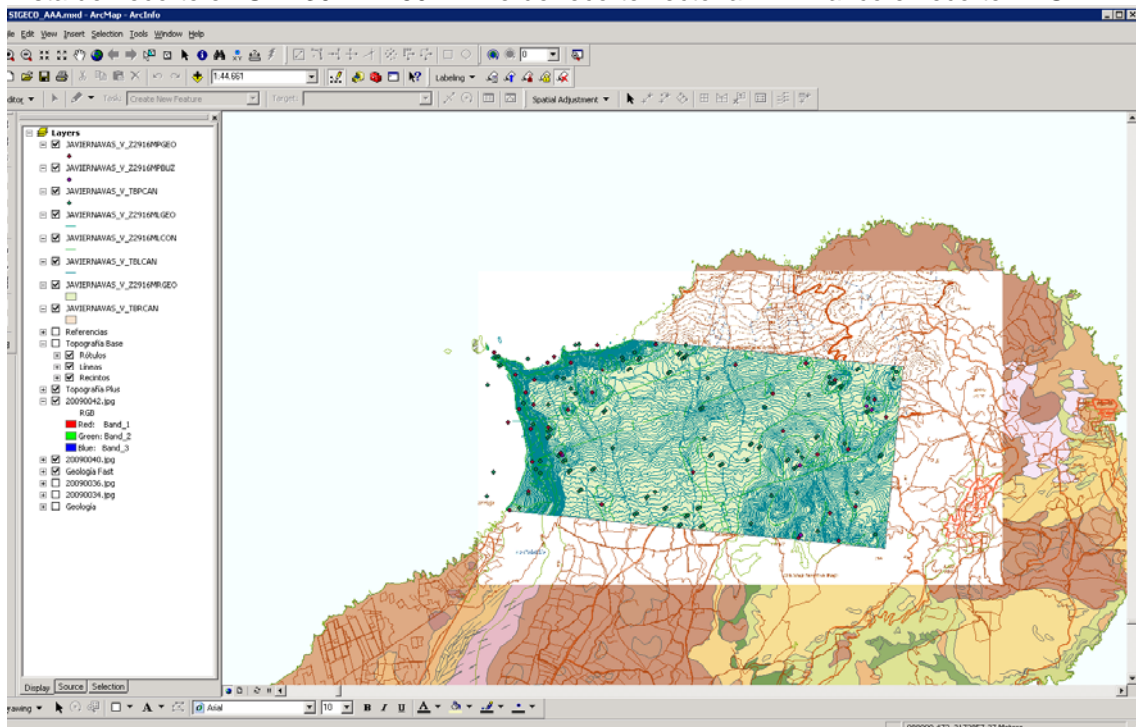 SIGECO_AAA.mxd - ArcMap - ArcInfo
Edit View Insert Selection Tools Window Help
0
1:44.661
Labeling
Task: Create New Feature
Target:
Spatial Adjustment
Layers
JAVIERNAVAS_V_Z2916MPGEO
JAVIERNAVAS_V_Z2916MPBUZ
JAVIERNAVAS_V_TBPCAN
JAVIERNAVAS_V_Z2916MLGEO
JAVIERNAVAS_V_Z2916MLCON
JAVIERNAVAS_V_TBLCAN
JAVIERNAVAS_V_Z2916MRGEO
JAVIERNAVAS_V_TBRCAN
Referencias
Topografía Base
Rótulos
Líneas
Recintos
Topografía Plus
20090042.jpg
RGB
Red: Band_1
Green: Band_2
Blue: Band_3
20090040.jpg
Geología Fast
20090036.jpg
20090034.jpg
Geología
Display Source Selection
Arial
10
B I U A